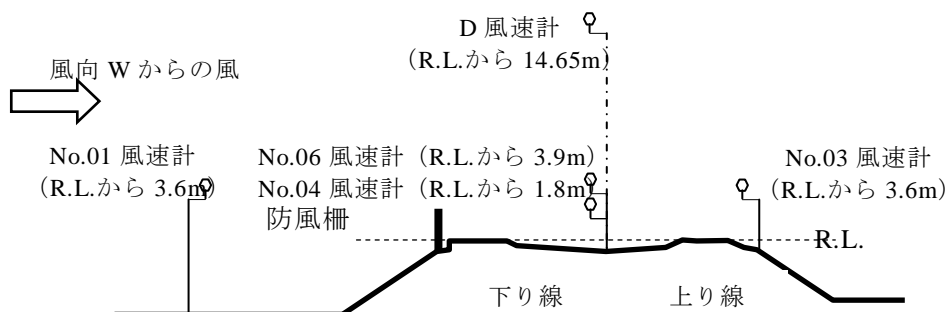 D 風速計
（R.L.から 14.65m）
風向 W からの風
No.01 風速計
（R.L.から 3.6m）
No.06 風速計（R.L.から 3.9m）
No.04 風速計（R.L.から 1.8m）
防風柵
No.03 風速計
（R.L.から 3.6m）
R.L.
下り線
上り線